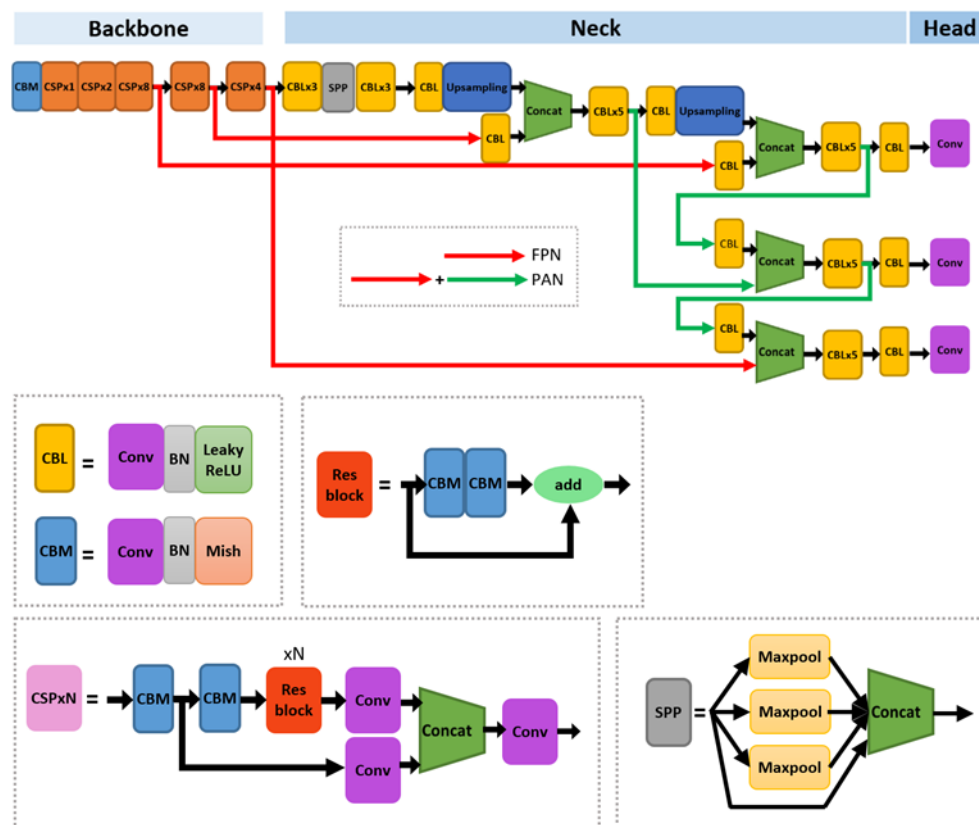 Backbone
Neck
Head
CBM
CSPx1
CSPx2
CSPx8
CSPx8
CSPx4
CBLx3
SPP
CBLx3
CBL
Upsampling
Concat
CBL
CBLx5
CBL
Upsampling
CBL
Concat
CBLx5
CBL
Conv
CBL
Concat
CBLx5
CBL
Conv
CBL
Concat
CBLx5
CBL
Conv
FPN
+
PAN
CBL = Conv BN Leaky
ReLU
CBM = Conv BN Mish
Res
block
=
CBM CBM
add
xN
CSPxN = CBM CBM
Res
block
Conv
Conv
Concat
Conv
SPP =
Maxpool
Maxpool
Maxpool
Concat